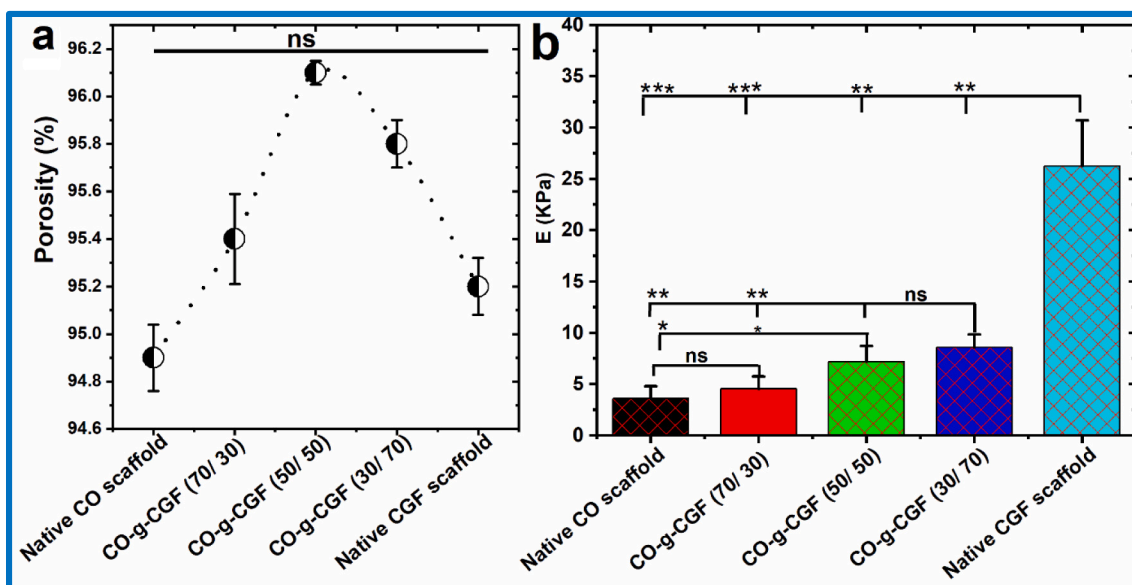 a
ns
96.2
96.0
95.8
95.6
95.4
95.2
95.0
94.8
94.6
Porosity (%)
Native CO scaffold
CO-g-CGF (70/ 30)
CO-g-CGF (50/ 50)
CO-g-CGF (30/ 70)
Native CGF scaffold
b
40
35
30
25
20
15
10
5
0
E (KPa)
*** *** ** **
** ** ns
* *
ns
Native CO scaffold
CO-g-CGF (70/ 30)
CO-g-CGF (50/ 50)
CO-g-CGF (30/ 70)
Native CGF scaffold